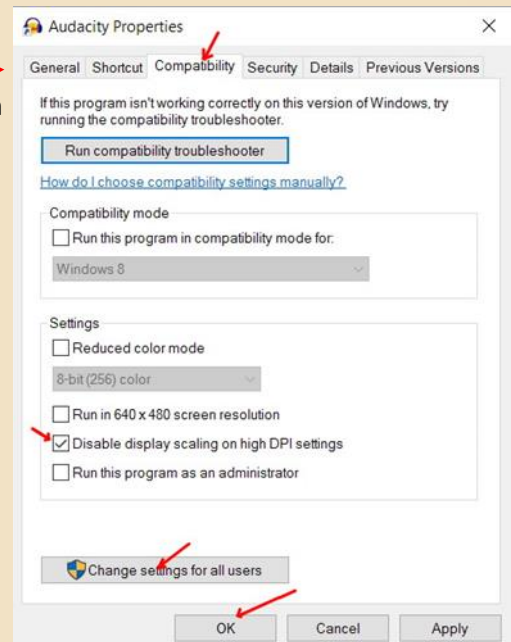 Audacity Properties
General Shortcut Compatibility Security Details Previous Versions
If this program isn't working correctly on this version of Windows, try
running the compatibility troubleshooter.
Run compatibility troubleshooter
How do I choose compatibility settings manually?
Compatibility mode
Run this program in compatibility mode for:
Windows 8
Settings
Reduced color mode
8-bit (256) color
Run in 640 x 480 screen resolution
Disable display scaling on high DPI settings
Run this program as an administrator
Change settings for all users
OK Cancel Apply